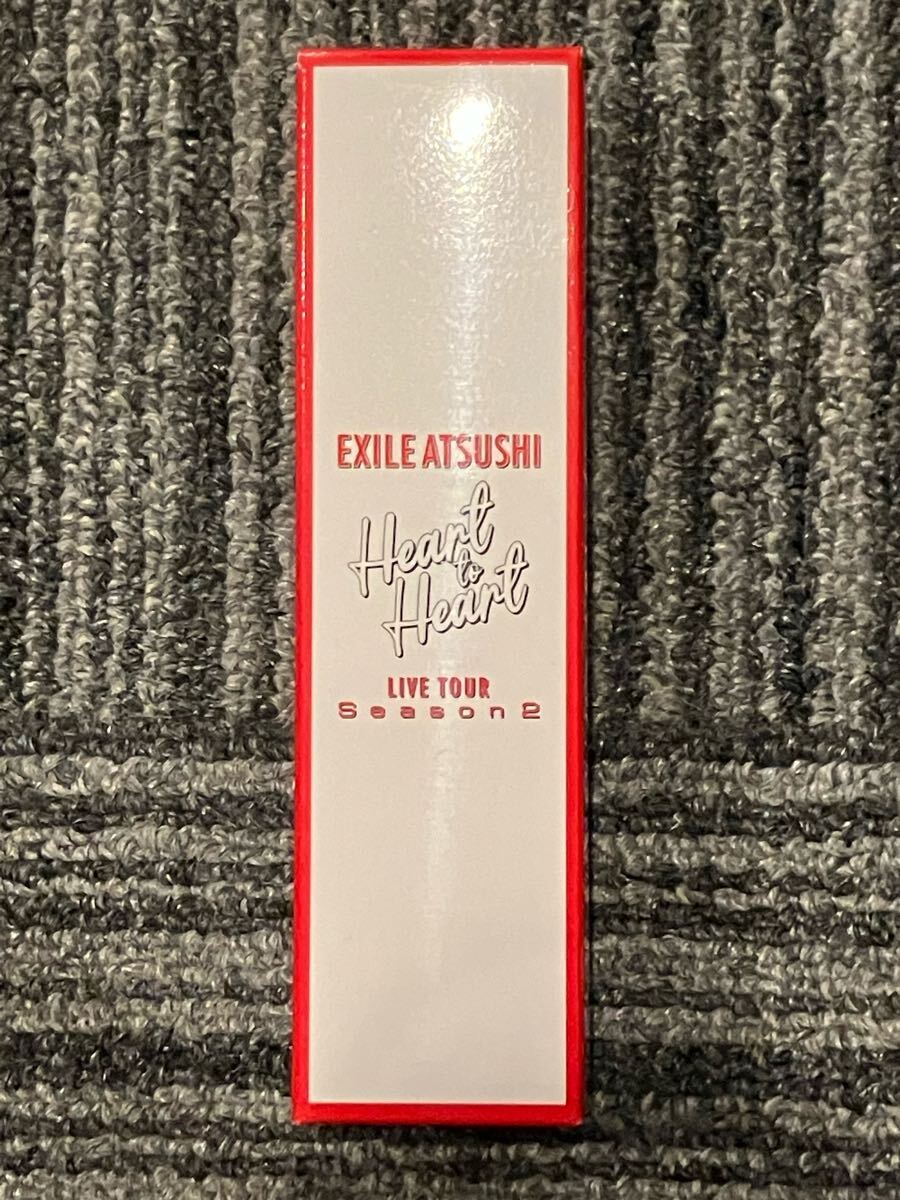 EXILE ATSUSHI
Heart
to
Heart
LIVE TOUR
Season2